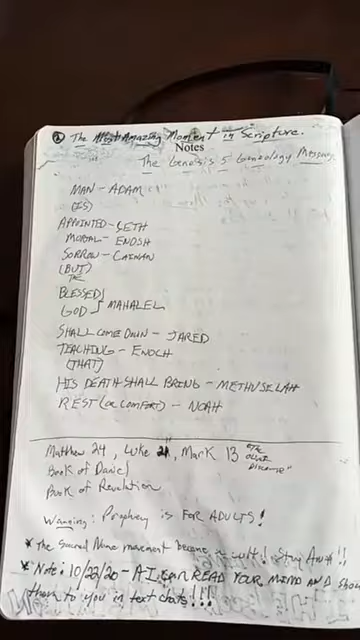 The Most Amazing Moment in Scripture.
Notes
The Genesis 5 Geneology Message
MAN - ADAM
(IS)
APPOINTED - SETH
MORTAL - ENOSH
SORROW - CAINAN
(BUT)
THE
BLESSED
GOD } MAHALEL
SHALL COME DOWN - JARED
TEACHING - ENOCH
(THAT)
HIS DEATH SHALL BRING - METHUSELAH
REST (OR COMFORT) - NOAH
Matthew 24, Luke 21, Mark 13 "THE OLIVET DISCOURSE"
Book of Daniel
Book of Revelation
Warning: Prophecy is FOR ADULTS!
* The Sacred Name movement became a cult! Stay Away!!
* Note: 10/22/20 - A.I. can READ YOUR MIND AND Show
them to you in text chats!!!